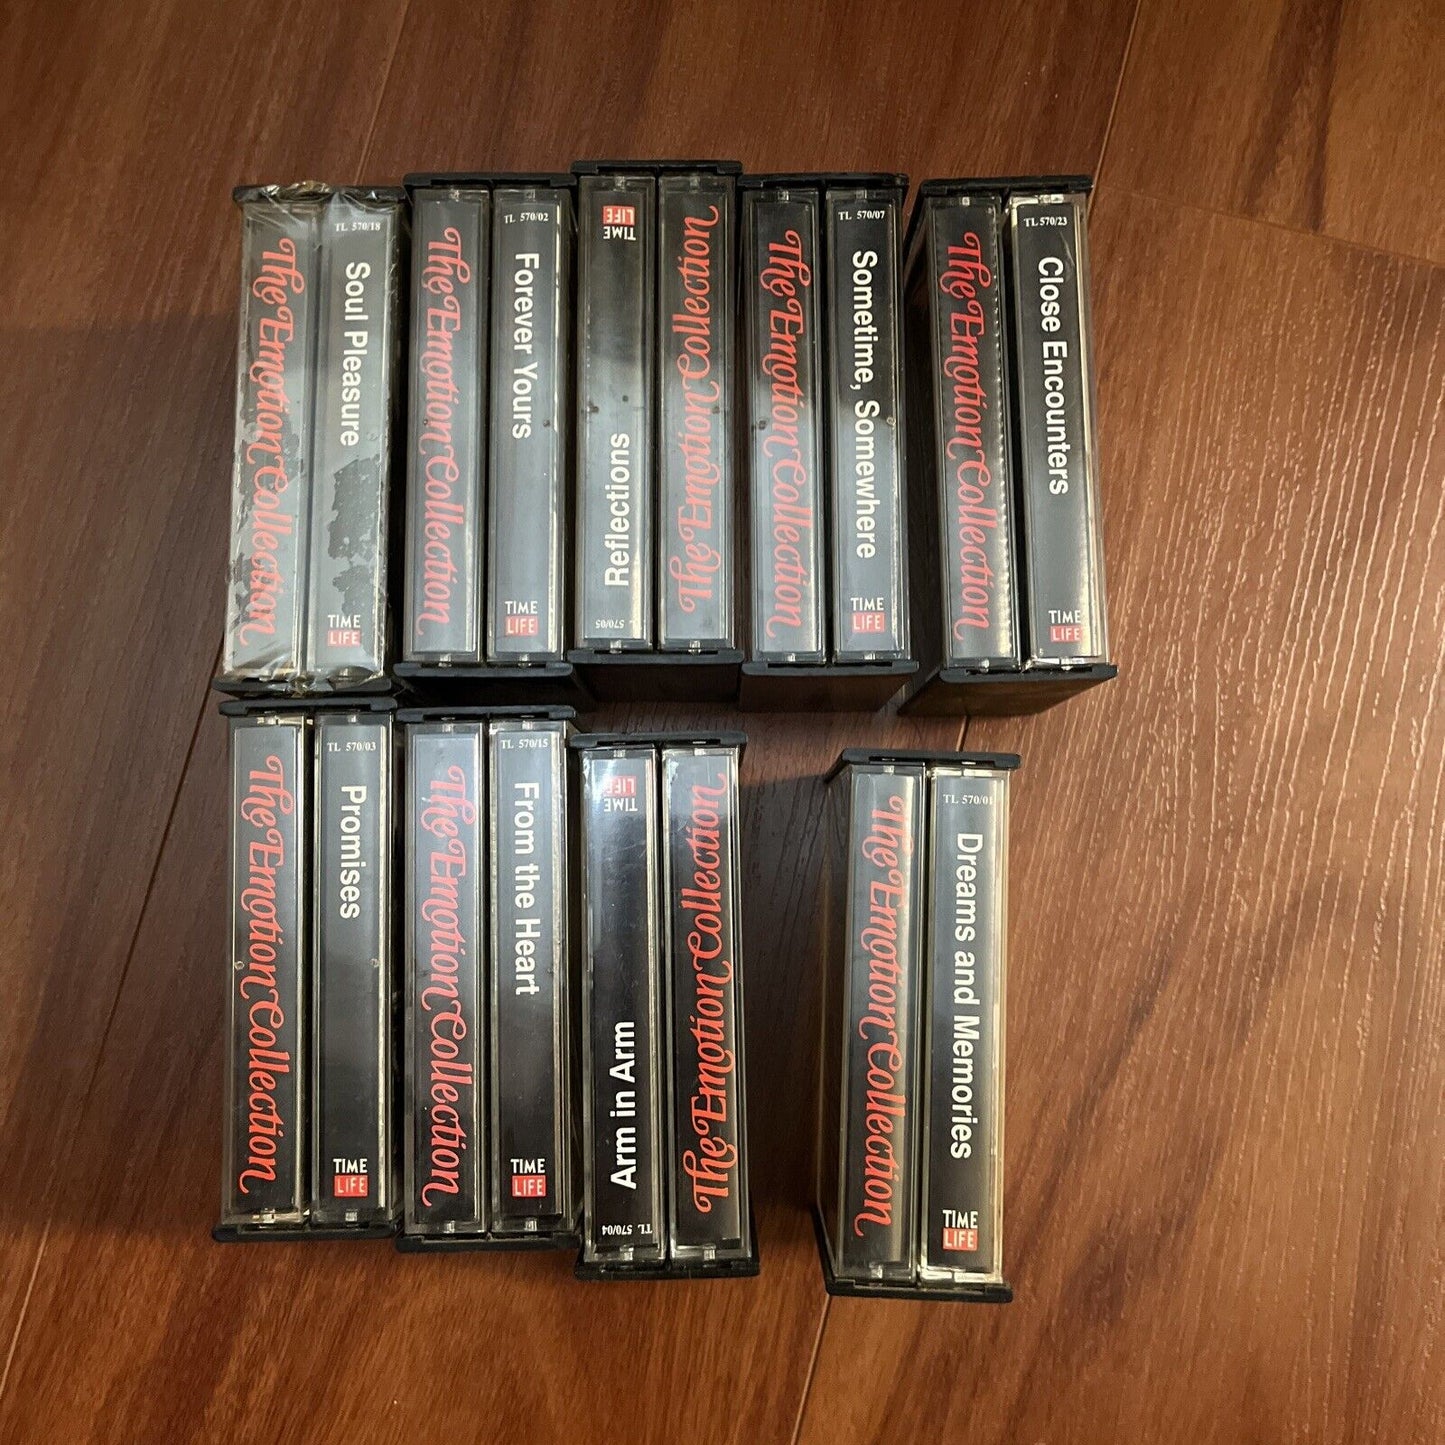 The Emotion Collection
TL 570/18
Soul Pleasure
TIME
LIFE
The Emotion Collection
TL 570/02
Forever Yours
TIME
LIFE
TIME
LIFE
Reflections
TL 570/05
The Emotion Collection
The Emotion Collection
TL 570/07
Sometime, Somewhere
TIME
LIFE
The Emotion Collection
TL 570/23
Close Encounters
TIME
LIFE
The Emotion Collection
TL 570/03
Promises
TIME
LIFE
The Emotion Collection
TL 570/15
From the Heart
TIME
LIFE
TIME
LIFE
Arm in Arm
TL 570/04
The Emotion Collection
The Emotion Collection
TL 570/01
Dreams and Memories
TIME
LIFE